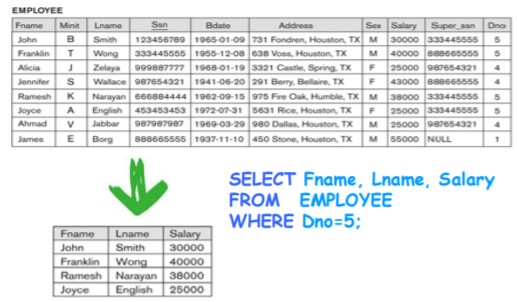 EMPLOYEE
Fname Minit Lname Ssn Bdate Address Sex Salary Super_ssn Dno
John B Smith 123456789 1965-01-09 731 Fondren, Houston, TX M 30000 333445555 5
Franklin T Wong 333445555 1955-12-08 638 Voss, Houston, TX M 40000 888665555 5
Alicia J Zelaya 999887777 1968-01-19 3321 Castle, Spring, TX F 25000 987654321 4
Jennifer S Wallace 987654321 1941-06-20 291 Berry, Bellaire, TX F 43000 888665555 4
Ramesh K Narayan 666884444 1962-09-15 975 Fire Oak, Humble, TX M 38000 333445555 5
Joyce A English 453453453 1972-07-31 5631 Rice, Houston, TX F 25000 333445555 5
Ahmad V Jabbar 987987987 1969-03-29 980 Dallas, Houston, TX M 25000 987654321 4
James E Borg 888665555 1937-11-10 450 Stone, Houston, TX M 55000 NULL 1
SELECT Fname, Lname, Salary
FROM EMPLOYEE
WHERE Dno=5;
Fname Lname Salary
John Smith 30000
Franklin Wong 40000
Ramesh Narayan 38000
Joyce English 25000